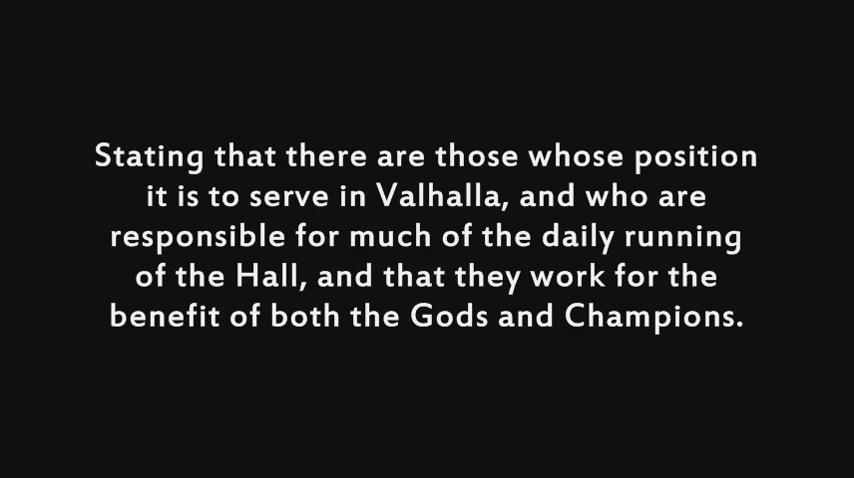 Stating that there are those whose position
it is to serve in Valhalla, and who are
responsible for much of the daily running
of the Hall, and that they work for the
benefit of both the Gods and Champions.